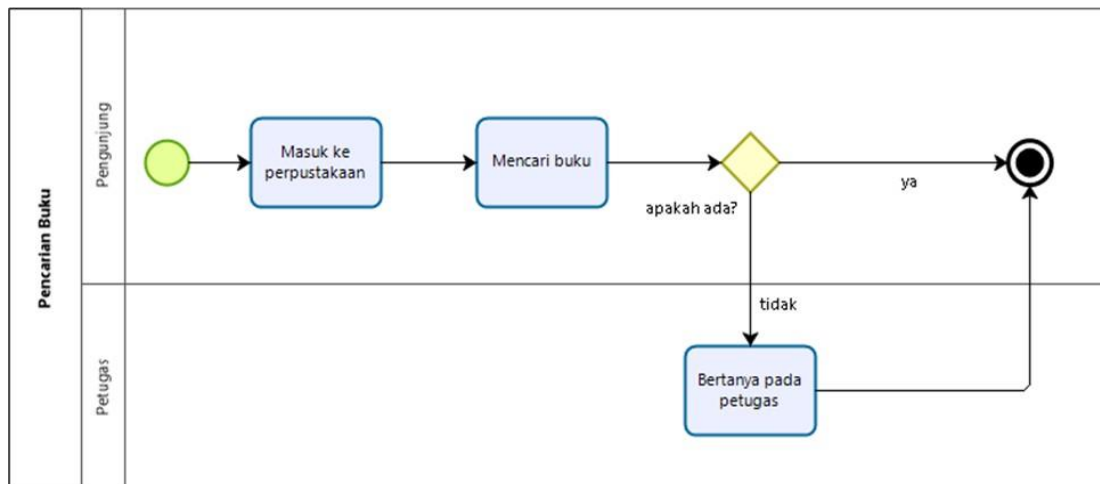 Pencarian Buku
Pengunjung
Masuk ke
perpustakaan
Mencari buku
apakah ada?
ya
tidak
Petugas
Bertanya pada
petugas